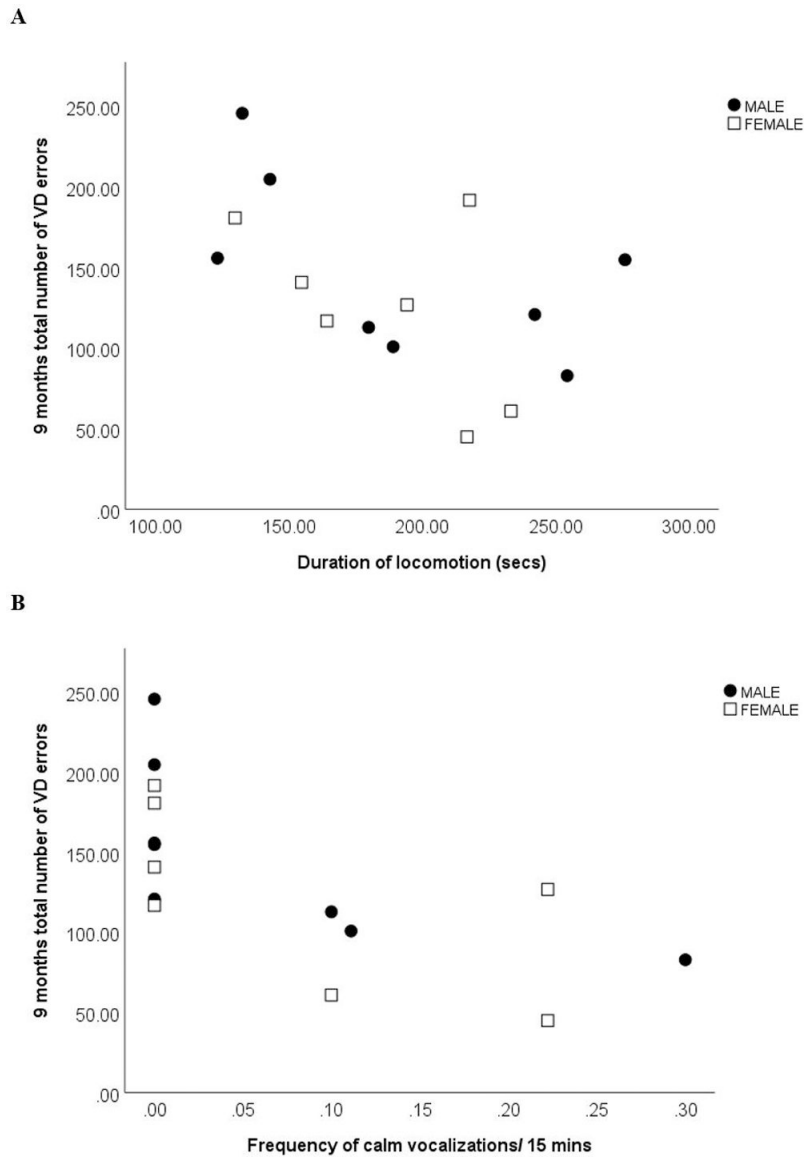 A
250.00
200.00
150.00
100.00
50.00
.00
9 months total number of VD errors
MALE
FEMALE
100.00 150.00 200.00 250.00 300.00
Duration of locomotion (secs)
B
250.00
200.00
150.00
100.00
50.00
.00
9 months total number of VD errors
MALE
FEMALE
.00 .05 .10 .15 .20 .25 .30
Frequency of calm vocalizations/ 15 mins